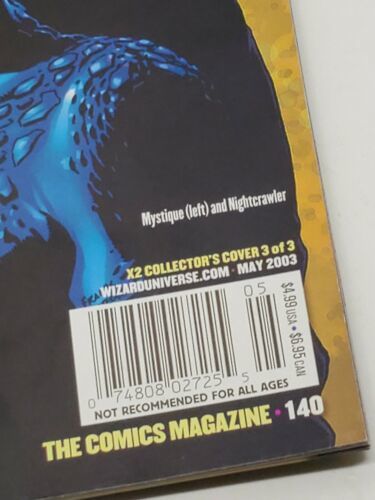 Mystique (left) and Nightcrawler
X2 COLLECTOR'S COVER 3 of 3
WIZARDUNIVERSE.COM • MAY 2003
05
$4.99 USA • $6.95 CAN
0 74808 02725 5
NOT RECOMMENDED FOR ALL AGES
THE COMICS MAGAZINE • 140